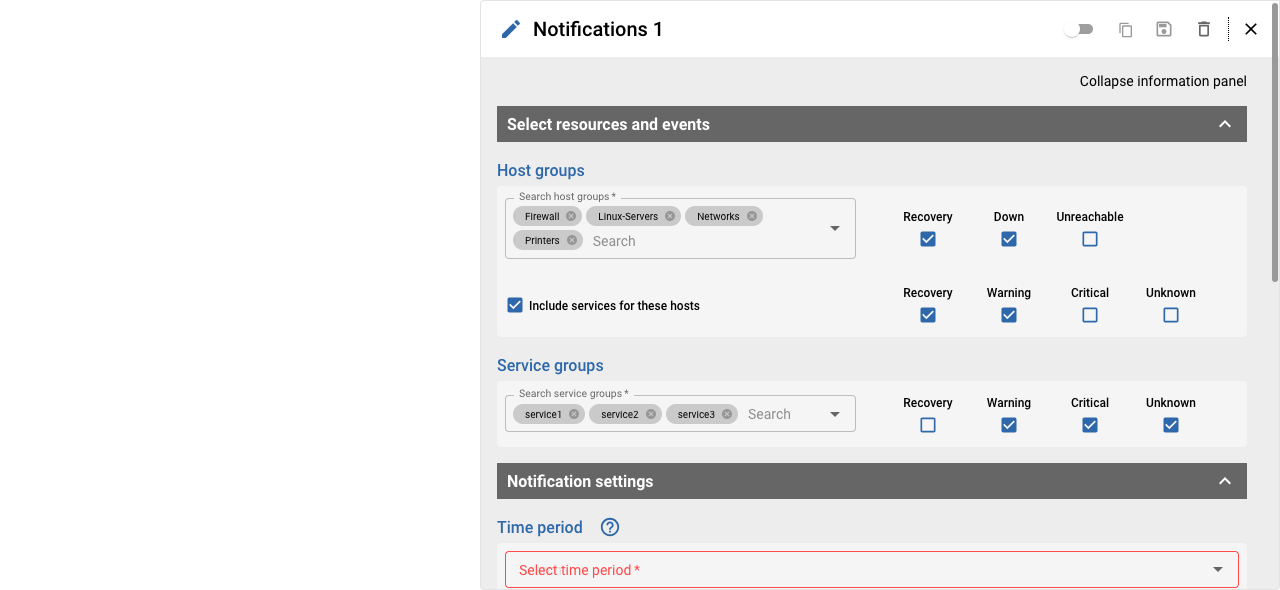 Notifications 1
Collapse information panel
Select resources and events
Host groups
Search host groups *
Firewall Linux-Servers Networks
Printers Search
Recovery Down Unreachable
Include services for these hosts
Recovery Warning Critical Unknown
Service groups
Search service groups *
service1 service2 service3 Search
Recovery Warning Critical Unknown
Notification settings
Time period ?
Select time period *